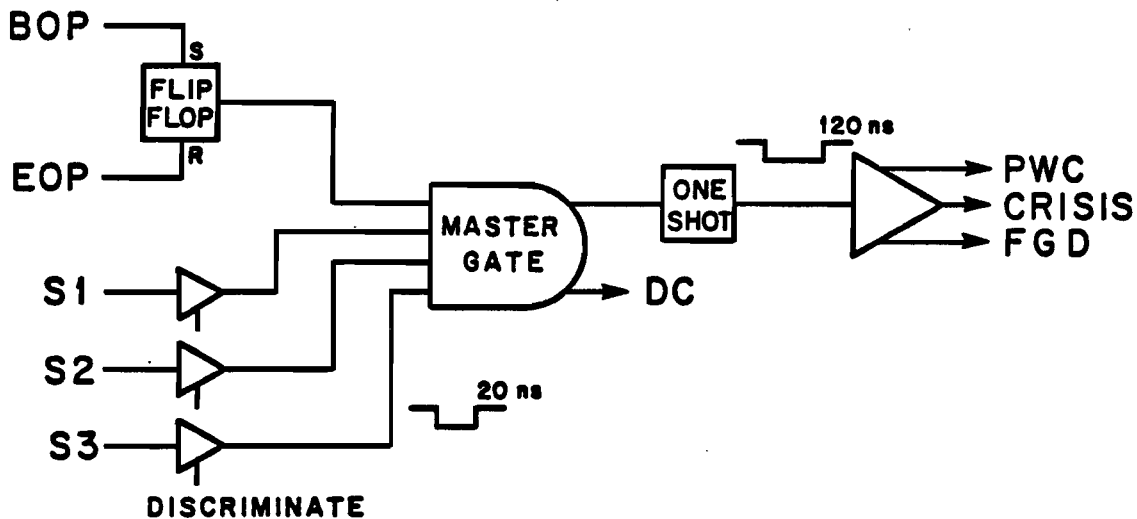 BOP
S
FLIP
FLOP
R
EOP
S1
S2
S3
DISCRIMINATE
MASTER
GATE
20 ns
DC
ONE
SHOT
120 ns
PWC
CRISIS
FGD